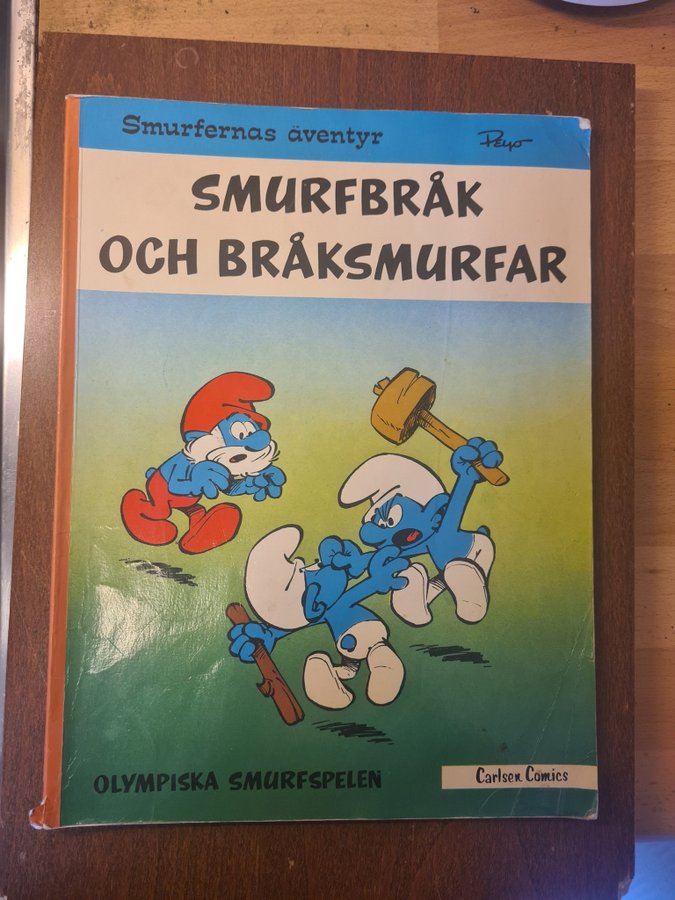 Smurfernas äventyr
Peyo
SMURFBRÅK
OCH BRÅKSMURFAR
OLYMPISKA SMURFSPELEN
Carlsen Comics